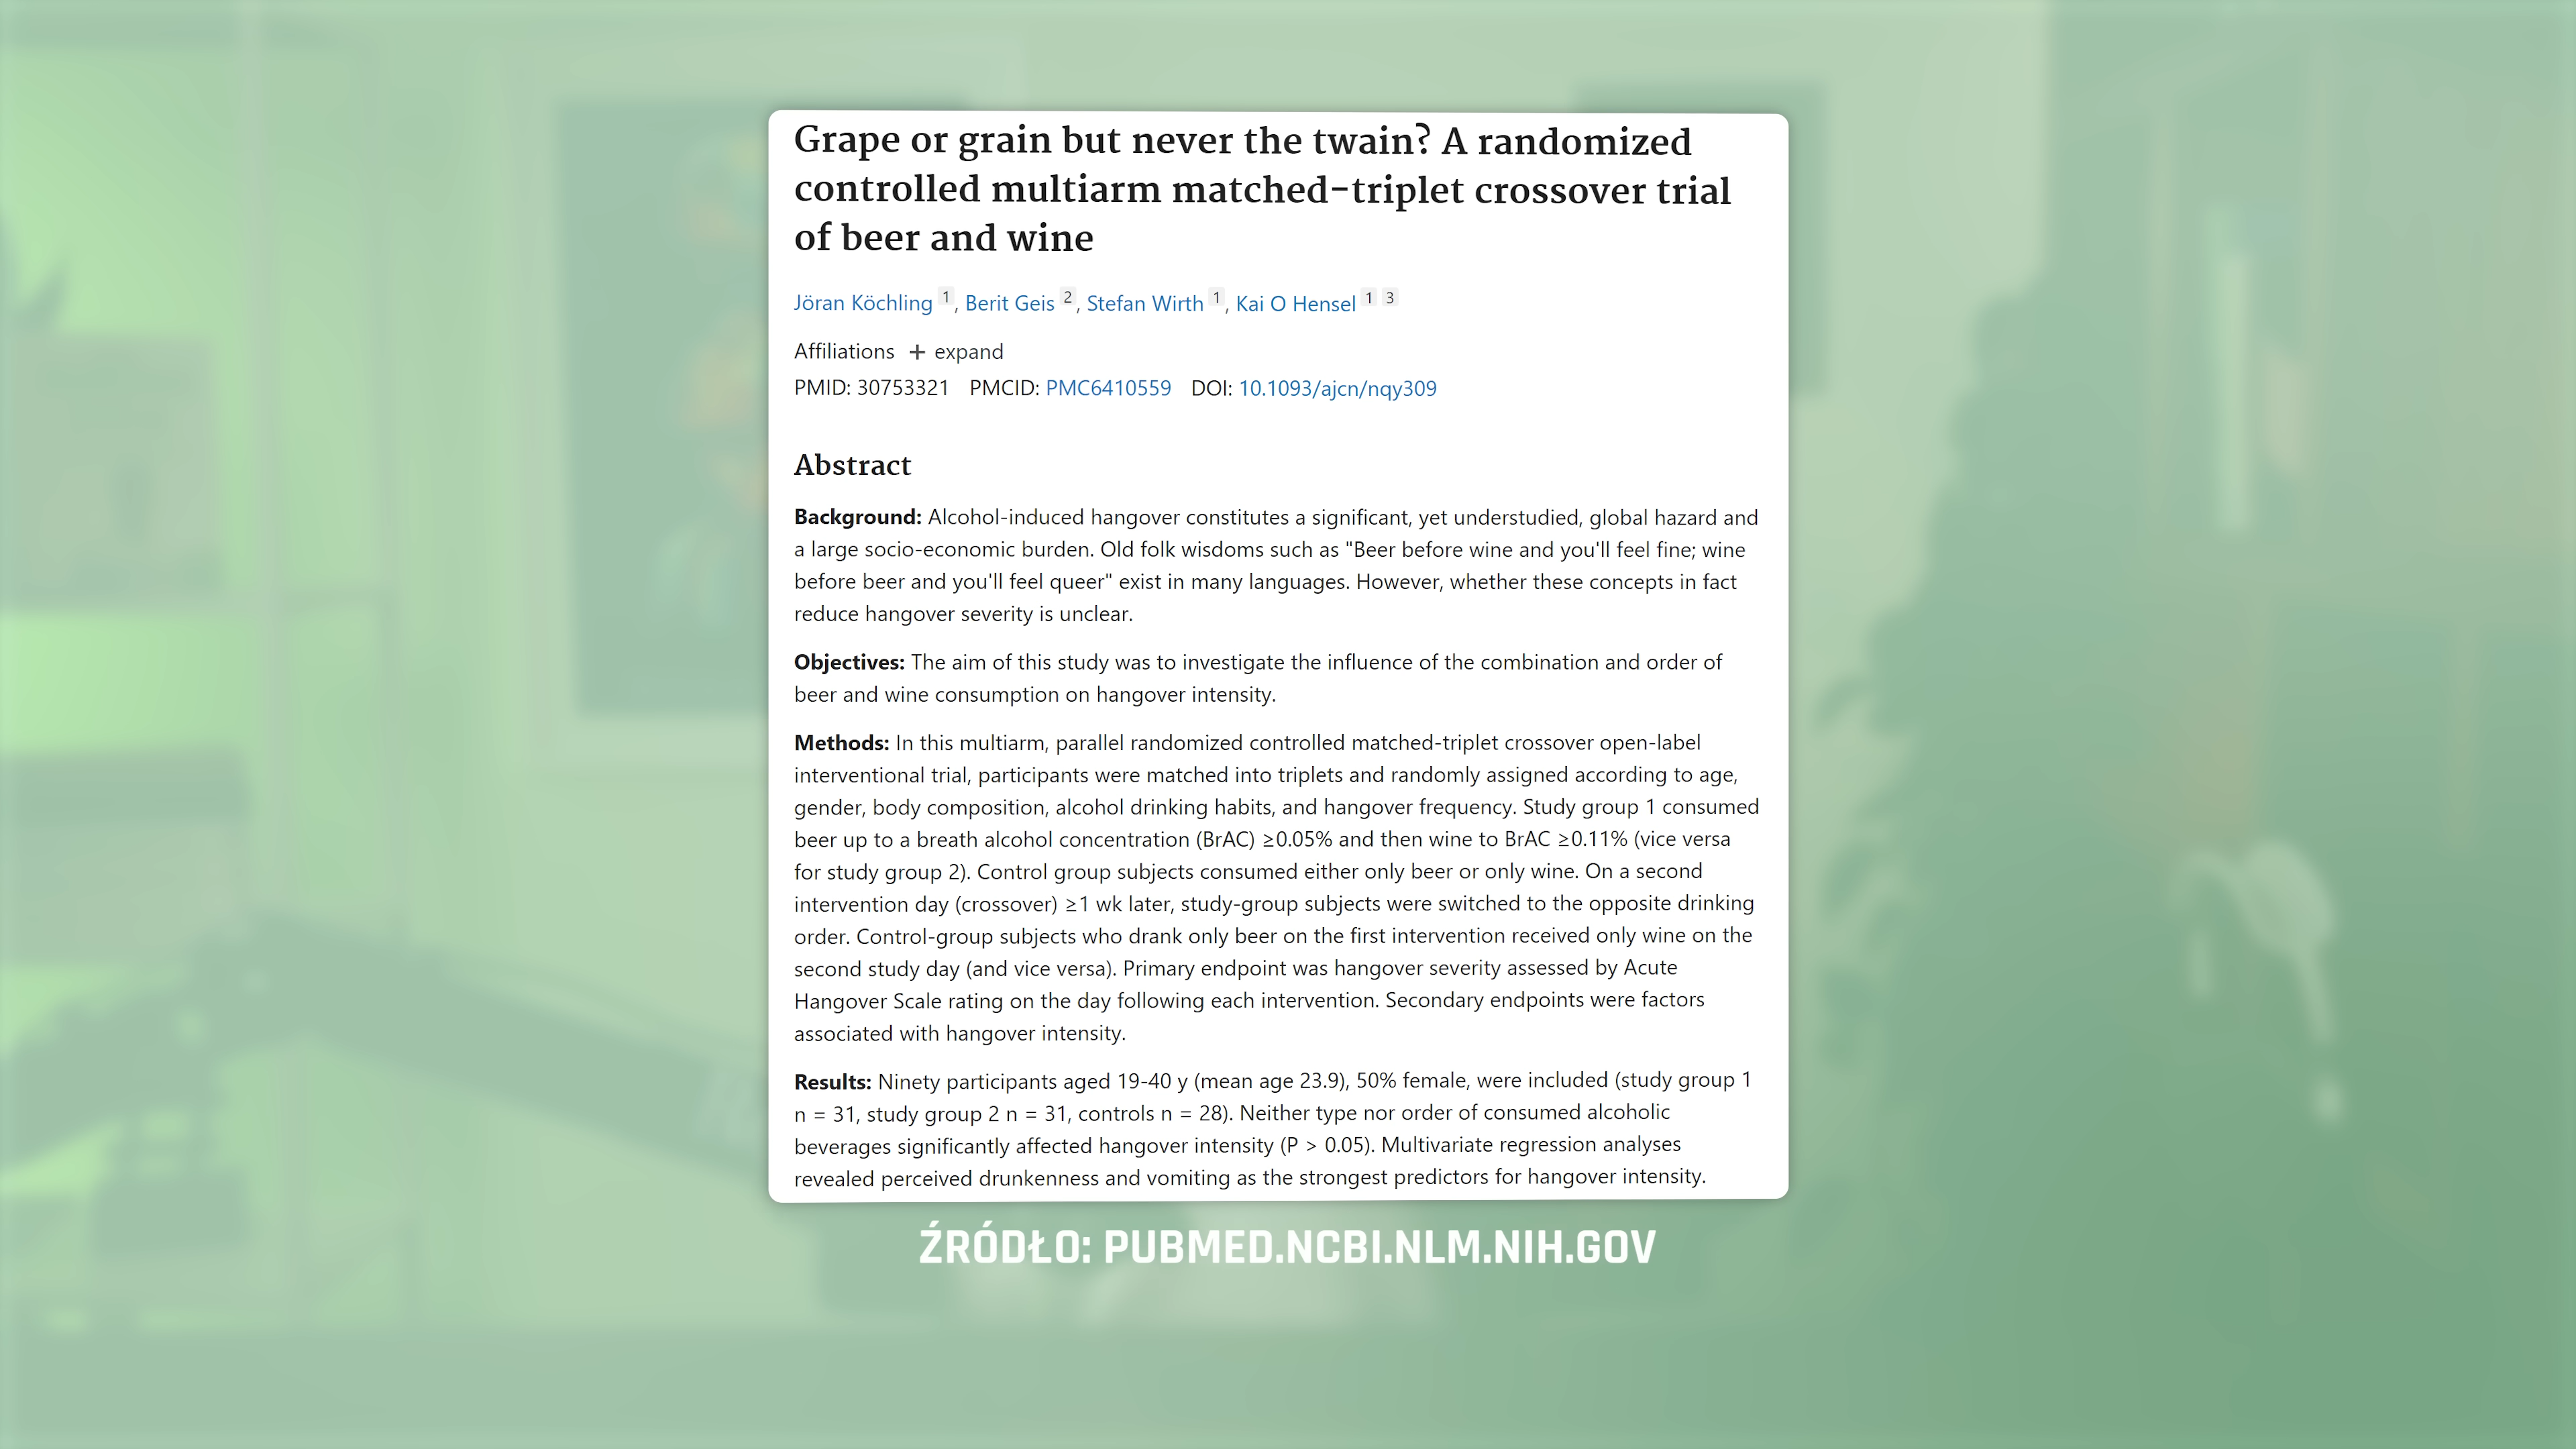 Grape or grain but never the twain? A randomized
controlled multiarm matched-triplet crossover trial
of beer and wine
Jöran Köchling 1, Berit Geis 2, Stefan Wirth 1, Kai O Hensel 1 3
Affiliations + expand
PMID: 30753321 PMCID: PMC6410559 DOI: 10.1093/ajcn/nqy309
Abstract
Background: Alcohol-induced hangover constitutes a significant, yet understudied, global hazard and
a large socio-economic burden. Old folk wisdoms such as "Beer before wine and you'll feel fine; wine
before beer and you'll feel queer" exist in many languages. However, whether these concepts in fact
reduce hangover severity is unclear.
Objectives: The aim of this study was to investigate the influence of the combination and order of
beer and wine consumption on hangover intensity.
Methods: In this multiarm, parallel randomized controlled matched-triplet crossover open-label
interventional trial, participants were matched into triplets and randomly assigned according to age,
gender, body composition, alcohol drinking habits, and hangover frequency. Study group 1 consumed
beer up to a breath alcohol concentration (BrAC) ≥0.05% and then wine to BrAC ≥0.11% (vice versa
for study group 2). Control group subjects consumed either only beer or only wine. On a second
intervention day (crossover) ≥1 wk later, study-group subjects were switched to the opposite drinking
order. Control-group subjects who drank only beer on the first intervention received only wine on the
second study day (and vice versa). Primary endpoint was hangover severity assessed by Acute
Hangover Scale rating on the day following each intervention. Secondary endpoints were factors
associated with hangover intensity.
Results: Ninety participants aged 19-40 y (mean age 23.9), 50% female, were included (study group 1
n = 31, study group 2 n = 31, controls n = 28). Neither type nor order of consumed alcoholic
beverages significantly affected hangover intensity (P > 0.05). Multivariate regression analyses
revealed perceived drunkenness and vomiting as the strongest predictors for hangover intensity.
ŹRÓDŁO: PUBMED.NCBI.NLM.NIH.GOV